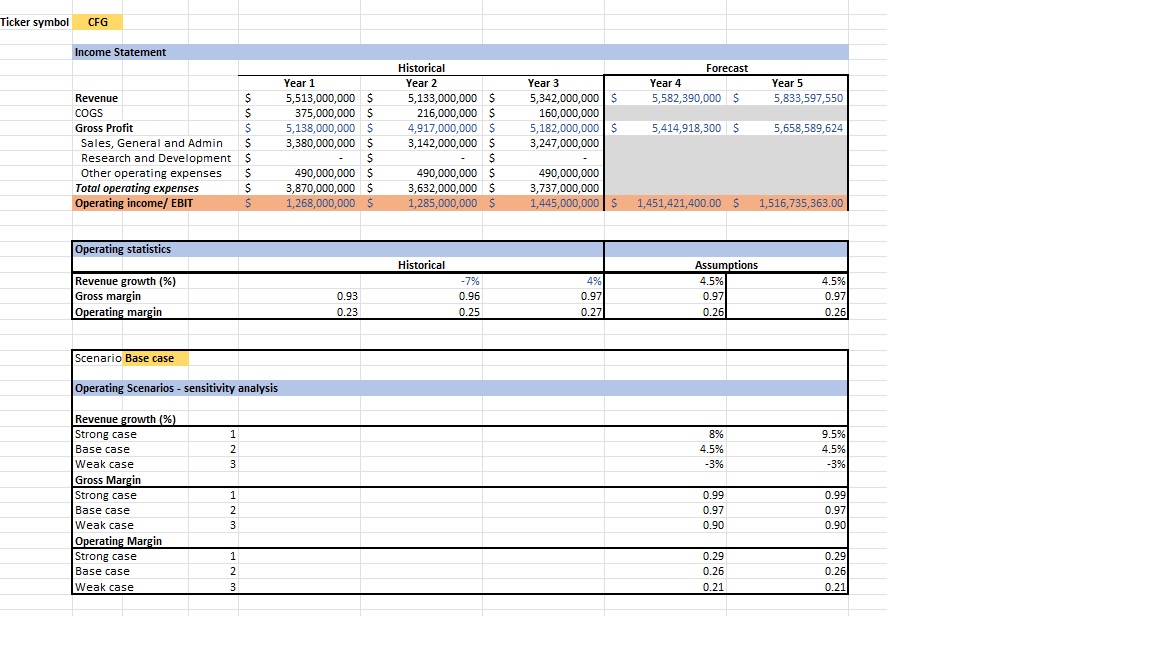 Ticker symbol CFG
Income Statement
Historical Forecast
Year 1 Year 2 Year 3 Year 4 Year 5
Revenue $ 5,513,000,000 $ 5,133,000,000 $ 5,342,000,000 $ 5,582,390,000 $ 5,833,597,550
COGS $ 375,000,000 $ 216,000,000 $ 160,000,000
Gross Profit $ 5,138,000,000 $ 4,917,000,000 $ 5,182,000,000 $ 5,414,918,300 $ 5,658,589,624
Sales, General and Admin $ 3,380,000,000 $ 3,142,000,000 $ 3,247,000,000
Research and Development $ - $ - $ -
Other operating expenses $ 490,000,000 $ 490,000,000 $ 490,000,000
Total operating expenses $ 3,870,000,000 $ 3,632,000,000 $ 3,737,000,000
Operating income/ EBIT $ 1,268,000,000 $ 1,285,000,000 $ 1,445,000,000 $ 1,451,421,400.00 $ 1,516,735,363.00
Operating statistics
Historical Assumptions
Revenue growth (%) -7% 4% 4.5% 4.5%
Gross margin 0.93 0.96 0.97 0.97 0.97
Operating margin 0.23 0.25 0.27 0.26 0.26
Scenario Base case
Operating Scenarios - sensitivity analysis
Revenue growth (%)
Strong case 1 8% 9.5%
Base case 2 4.5% 4.5%
Weak case 3 -3% -3%
Gross Margin
Strong case 1 0.99 0.99
Base case 2 0.97 0.97
Weak case 3 0.90 0.90
Operating Margin
Strong case 1 0.29 0.29
Base case 2 0.26 0.26
Weak case 3 0.21 0.21